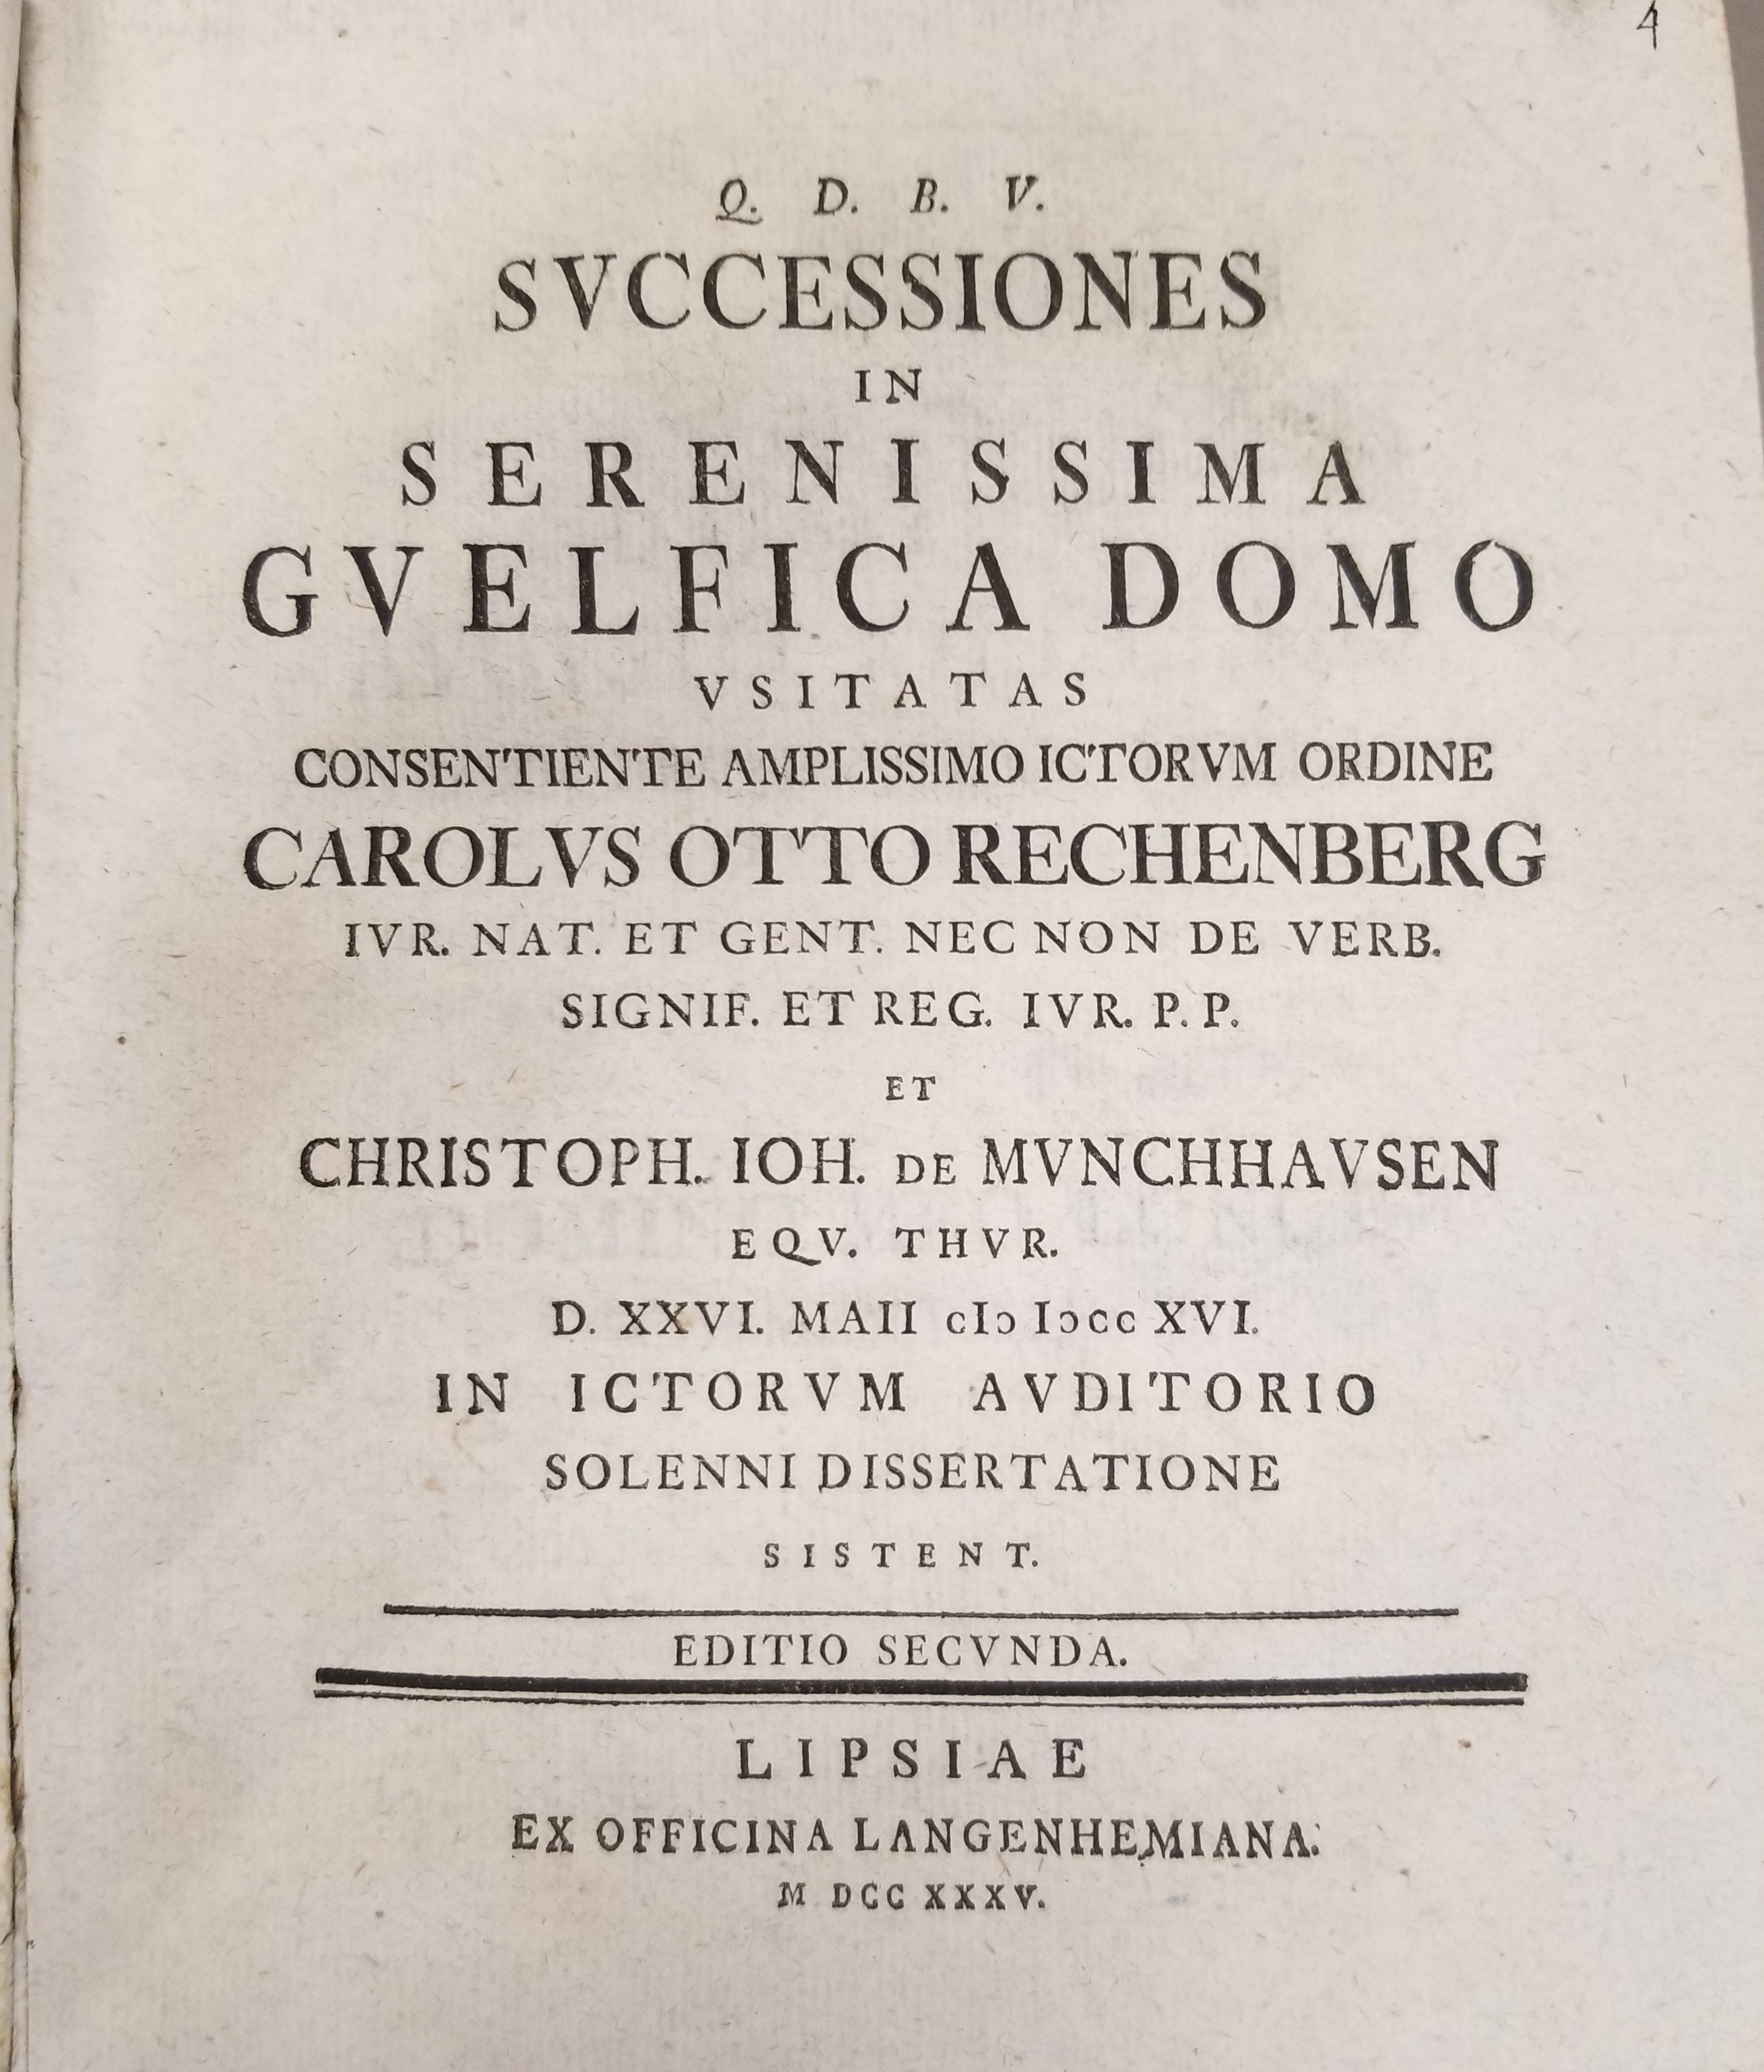 4
Q. D. B. V.
SVCCESSIONES
IN
SERENISSIMA
GVELFICA DOMO
VSITATAS
CONSENTIENTE AMPLISSIMO ICTORVM ORDINE
CAROLVS OTTO RECHENBERG
IVR. NAT. ET GENT. NEC NON DE VERB.
SIGNIF. ET REG. IVR. P. P.
ET
CHRISTOPH. IOH. DE MVNCHHAVSEN
EQV. THVR.
D. XXVI. MAII cIɔ Iɔcc XVI.
IN ICTORVM AVDITORIO
SOLENNI DISSERTATIONE
SISTENT.
EDITIO SECVNDA.
LIPSIAE
EX OFFICINA LANGENHEMIANA.
M DCC XXXV.